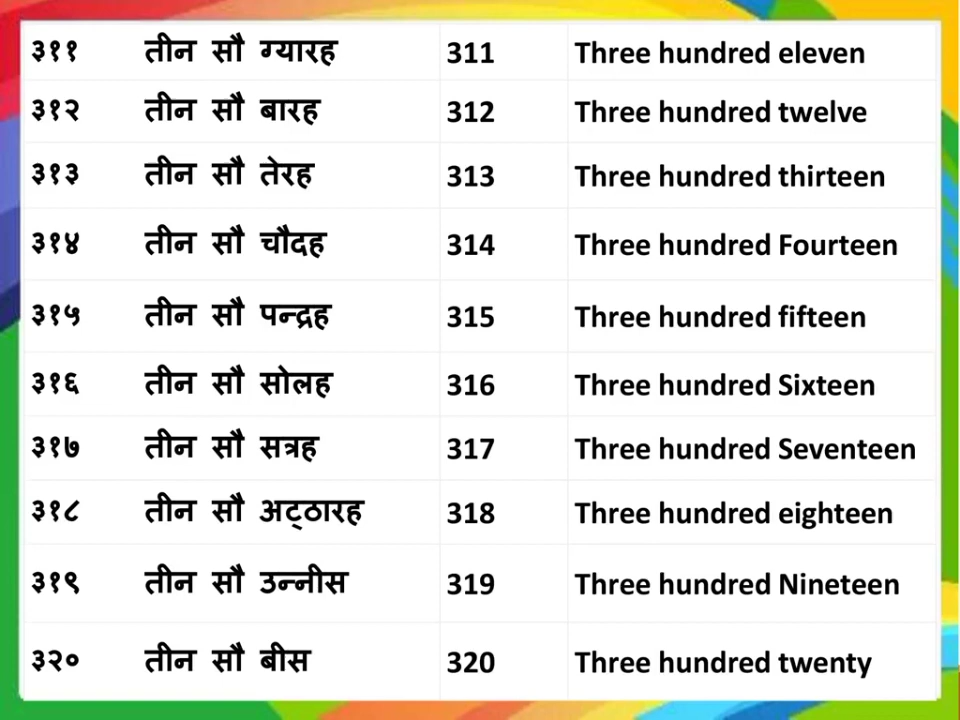 ३११ तीन सौ ग्यारह 311 Three hundred eleven
३१२ तीन सौ बारह 312 Three hundred twelve
३१३ तीन सौ तेरह 313 Three hundred thirteen
३१४ तीन सौ चौदह 314 Three hundred Fourteen
३१५ तीन सौ पन्द्रह 315 Three hundred fifteen
३१६ तीन सौ सोलह 316 Three hundred Sixteen
३१७ तीन सौ सत्रह 317 Three hundred Seventeen
३१८ तीन सौ अट्ठारह 318 Three hundred eighteen
३१९ तीन सौ उन्नीस 319 Three hundred Nineteen
३२० तीन सौ बीस 320 Three hundred twenty